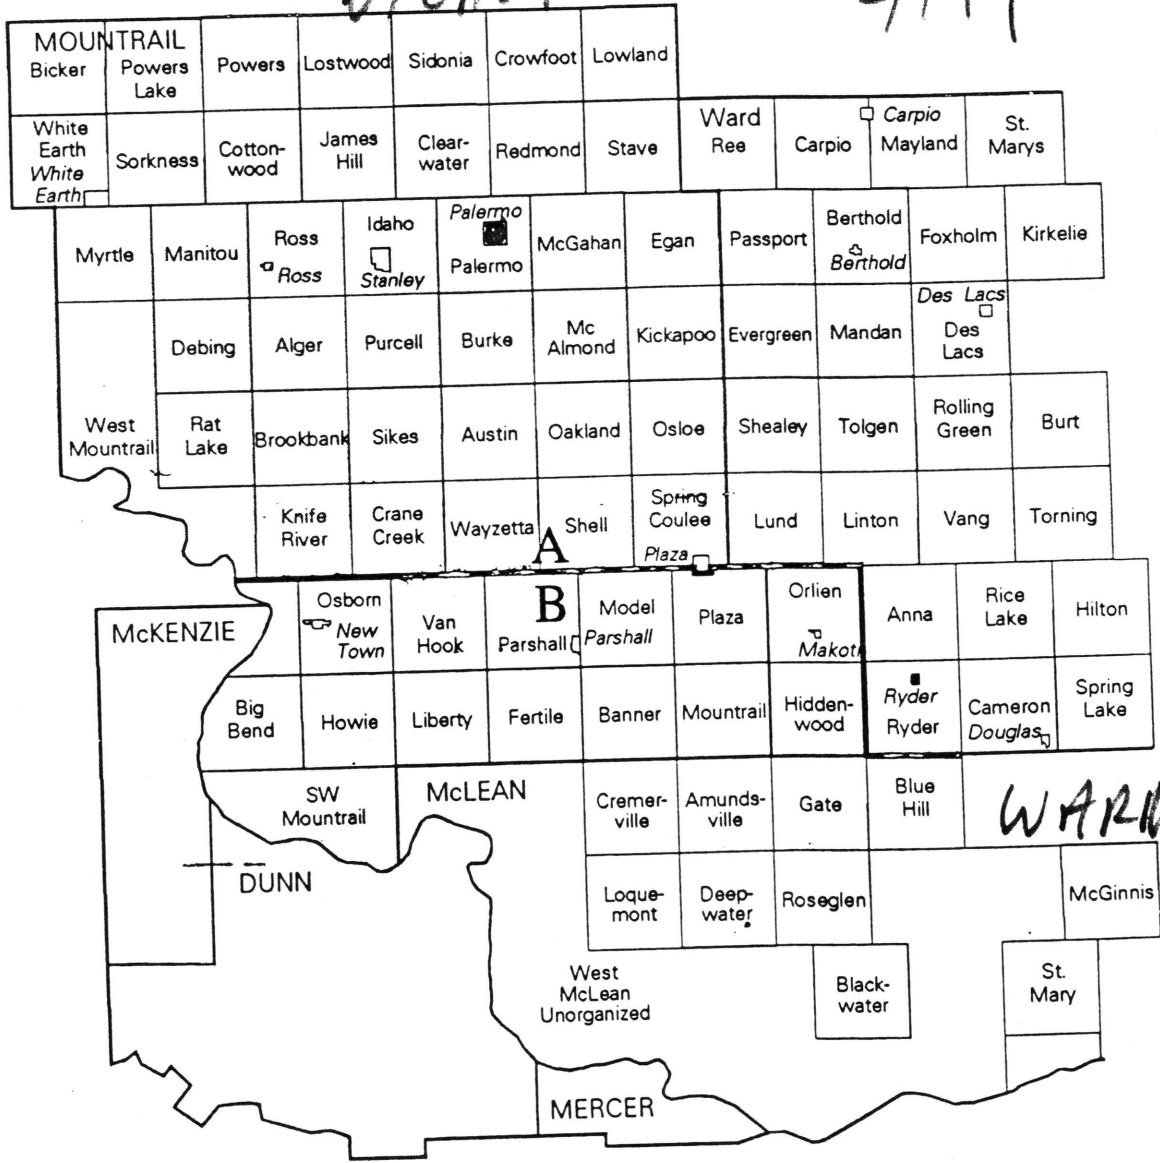 MOUNTRAIL
Bicker
Powers
Lake
Powers
Lostwood
Sidonia
Crowfoot
Lowland
White
Earth
White
Earth
Sorkness
Cotton-
wood
James
Hill
Clear-
water
Redmond
Stave
Ward
Ree
Carpio
Carpio
Mayland
St.
Marys
Myrtle
Manitou
Ross
Ross
Idaho
Stanley
Palermo
Palermo
McGahan
Egan
Passport
Berthold
Berthold
Foxholm
Kirkelie
Debing
Alger
Purcell
Burke
Mc
Almond
Kickapoo
Evergreen
Mandan
Des Lacs
Des
Lacs
West
Mountrail
Rat
Lake
Brookbank
Sikes
Austin
Oakland
Osloe
Shealey
Tolgen
Rolling
Green
Burt
Knife
River
Crane
Creek
Wayzetta
Shell
Spring
Coulee
Plaza
Lund
Linton
Vang
Torning
A
B
McKENZIE
Osborn
New
Town
Van
Hook
Parshall
Model
Parshall
Plaza
Orlien
Makoti
Anna
Rice
Lake
Hilton
Big
Bend
Howie
Liberty
Fertile
Banner
Mountrail
Hidden-
wood
Ryder
Ryder
Cameron
Douglas
Spring
Lake
SW
Mountrail
McLEAN
Cremer-
ville
Amunds-
ville
Gate
Blue
Hill
DUNN
Loque-
mont
Deep-
water
Roseglen
McGinnis
West
McLean
Unorganized
Black-
water
St.
Mary
MERCER